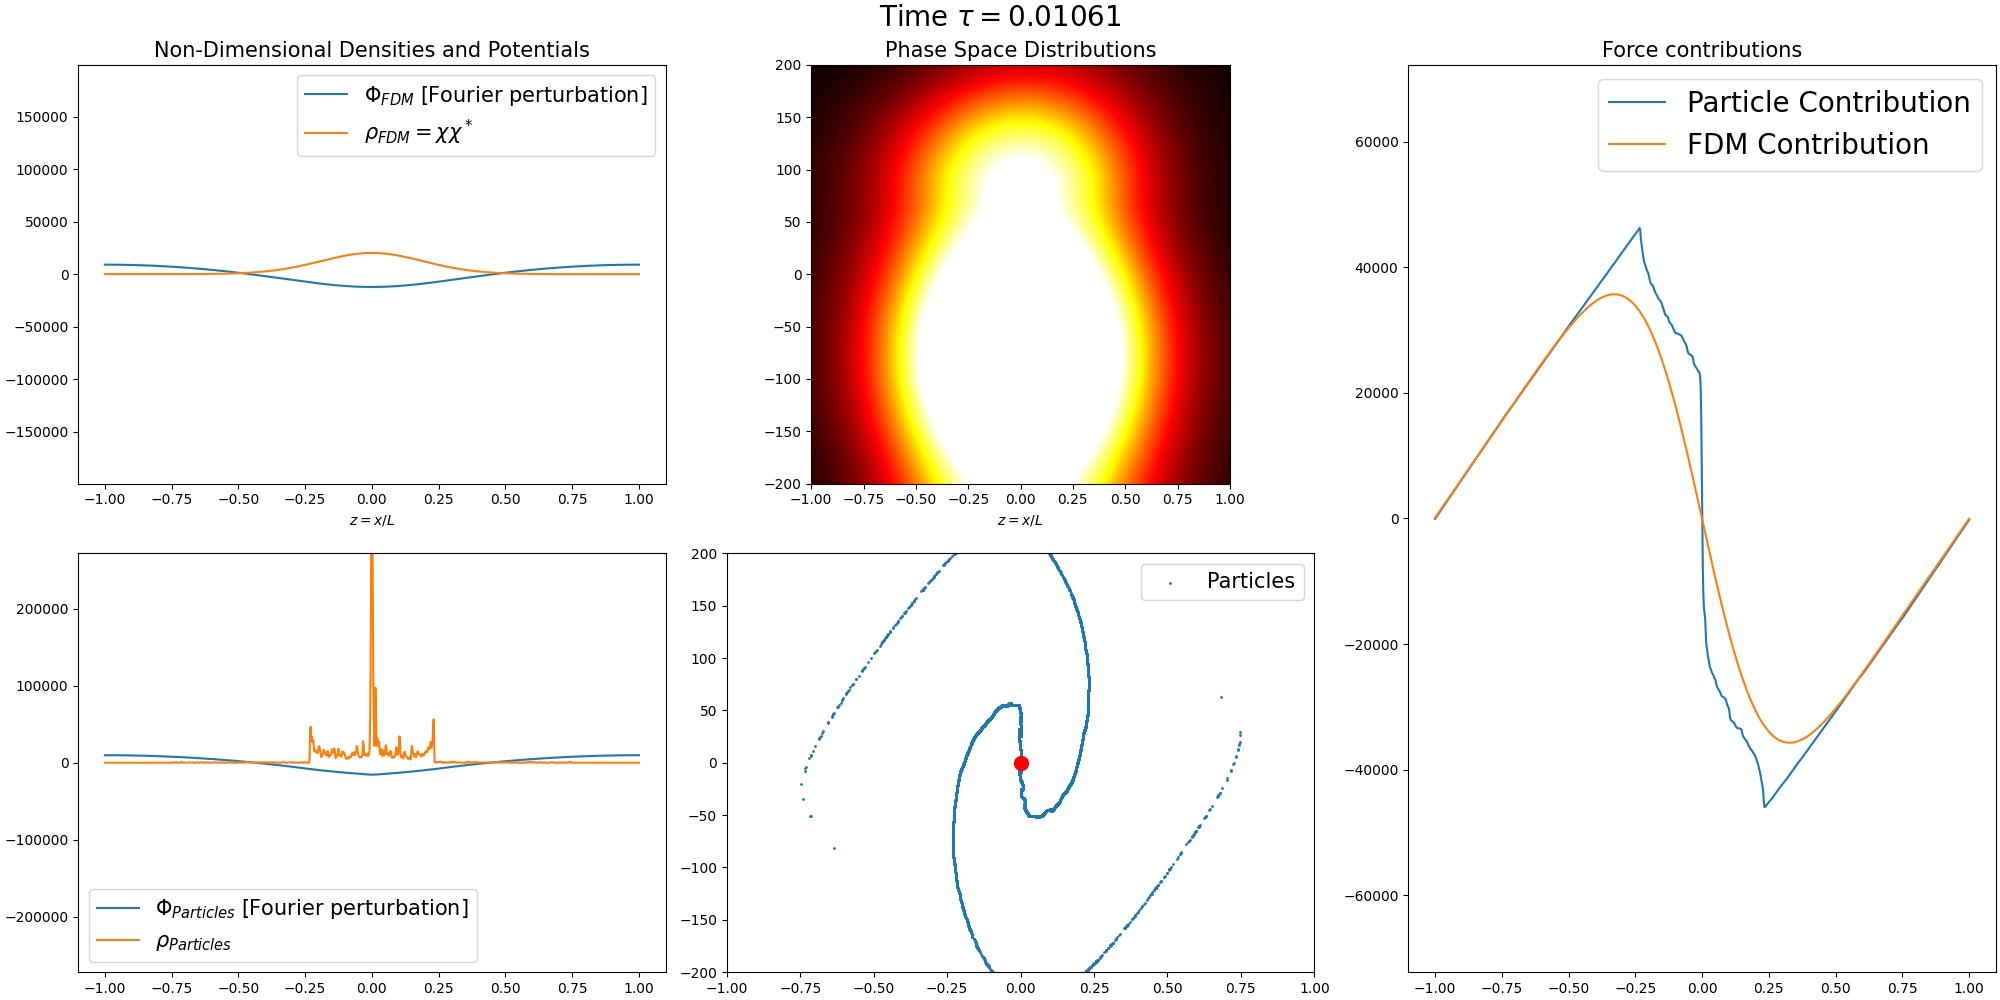 Time τ = 0.01061
Non-Dimensional Densities and Potentials
Φ_FDM [Fourier perturbation]
ρ_FDM = χχ*
150000
100000
50000
0
−50000
−100000
−150000
−1.00 −0.75 −0.50 −0.25 0.00 0.25 0.50 0.75 1.00
z = x/L
Phase Space Distributions
200
150
100
50
0
−50
−100
−150
−200
−1.00 −0.75 −0.50 −0.25 0.00 0.25 0.50 0.75 1.00
z = x/L
Force contributions
Particle Contribution
FDM Contribution
60000
40000
20000
0
−20000
−40000
−60000
−1.00 −0.75 −0.50 −0.25 0.00 0.25 0.50 0.75 1.00
200000
100000
0
−100000
−200000
Φ_Particles [Fourier perturbation]
ρ_Particles
−1.00 −0.75 −0.50 −0.25 0.00 0.25 0.50 0.75 1.00
Particles
200
150
100
50
0
−50
−100
−150
−200
−1.00 −0.75 −0.50 −0.25 0.00 0.25 0.50 0.75 1.00